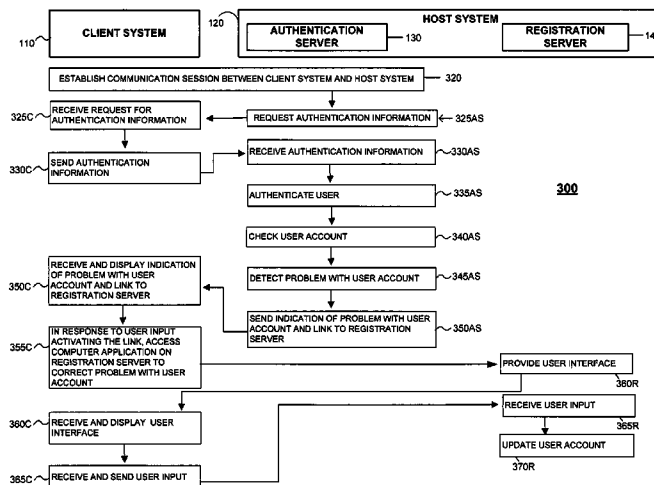 120
HOST SYSTEM
CLIENT SYSTEM
110
AUTHENTICATION
SERVER
130
REGISTRATION
SERVER
ESTABLISH COMMUNICATION SESSION BETWEEN CLIENT SYSTEM AND HOST SYSTEM
320
325C
RECEIVE REQUEST FOR
AUTHENTICATION INFORMATION
REQUEST AUTHENTICATION INFORMATION
325AS
330C
SEND AUTHENTICATION
INFORMATION
RECEIVE AUTHENTICATION INFORMATION
330AS
300
AUTHENTICATE USER
335AS
CHECK USER ACCOUNT
340AS
350C
RECEIVE AND DISPLAY INDICATION
OF PROBLEM WITH USER
ACCOUNT AND LINK TO
REGISTRATION SERVER
DETECT PROBLEM WITH USER ACCOUNT
345AS
SEND INDICATION OF PROBLEM WITH USER
ACCOUNT AND LINK TO REGISTRATION
SERVER
350AS
355C
IN RESPONSE TO USER INPUT
ACTIVATING THE LINK, ACCESS
COMPUTER APPLICATION ON
REGISTRATION SERVER TO
CORRECT PROBLEM WITH USER
ACCOUNT
PROVIDE USER INTERFACE
360R
360C
RECEIVE AND DISPLAY USER
INTERFACE
RECEIVE USER INPUT
365R
UPDATE USER ACCOUNT
370R
365C
RECEIVE AND SEND USER INPUT